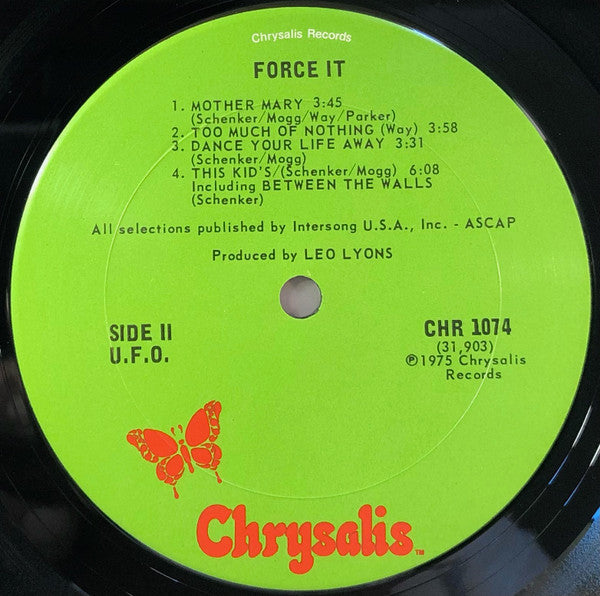 Chrysalis Records
FORCE IT
1. MOTHER MARY 3:45
(Schenker/Mogg/Way/Parker)
2. TOO MUCH OF NOTHING (Way) 3:58
3. DANCE YOUR LIFE AWAY 3:31
(Schenker/Mogg)
4. THIS KID'S/(Schenker/Mogg) 6:08
Including BETWEEN THE WALLS
(Schenker)
All selections published by Intersong U.S.A., Inc. - ASCAP
Produced by LEO LYONS
SIDE II
U.F.O.
CHR 1074
(31,903)
℗1975 Chrysalis
Records
Chrysalis™